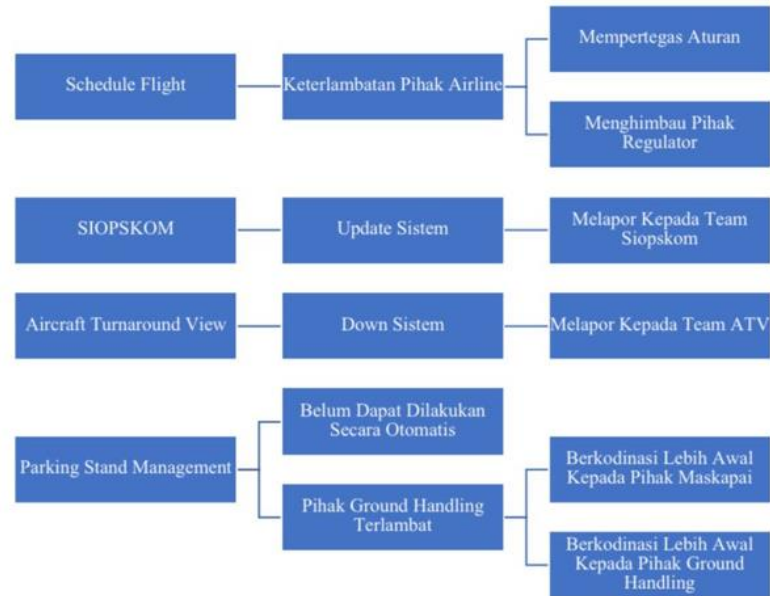 Mempertegas Aturan
Schedule Flight
Keterlambatan Pihak Airline
Menghimbau Pihak
Regulator
SIOPSKOM
Update Sistem
Melapor Kepada Team
Siopskom
Aircraft Turnaround View
Down Sistem
Melapor Kepada Team ATV
Belum Dapat Dilakukan
Secara Otomatis
Parking Stand Management
Pihak Ground Handling
Terlambat
Berkodinasi Lebih Awal
Kepada Pihak Maskapai
Berkodinasi Lebih Awal
Kepada Pihak Ground
Handling